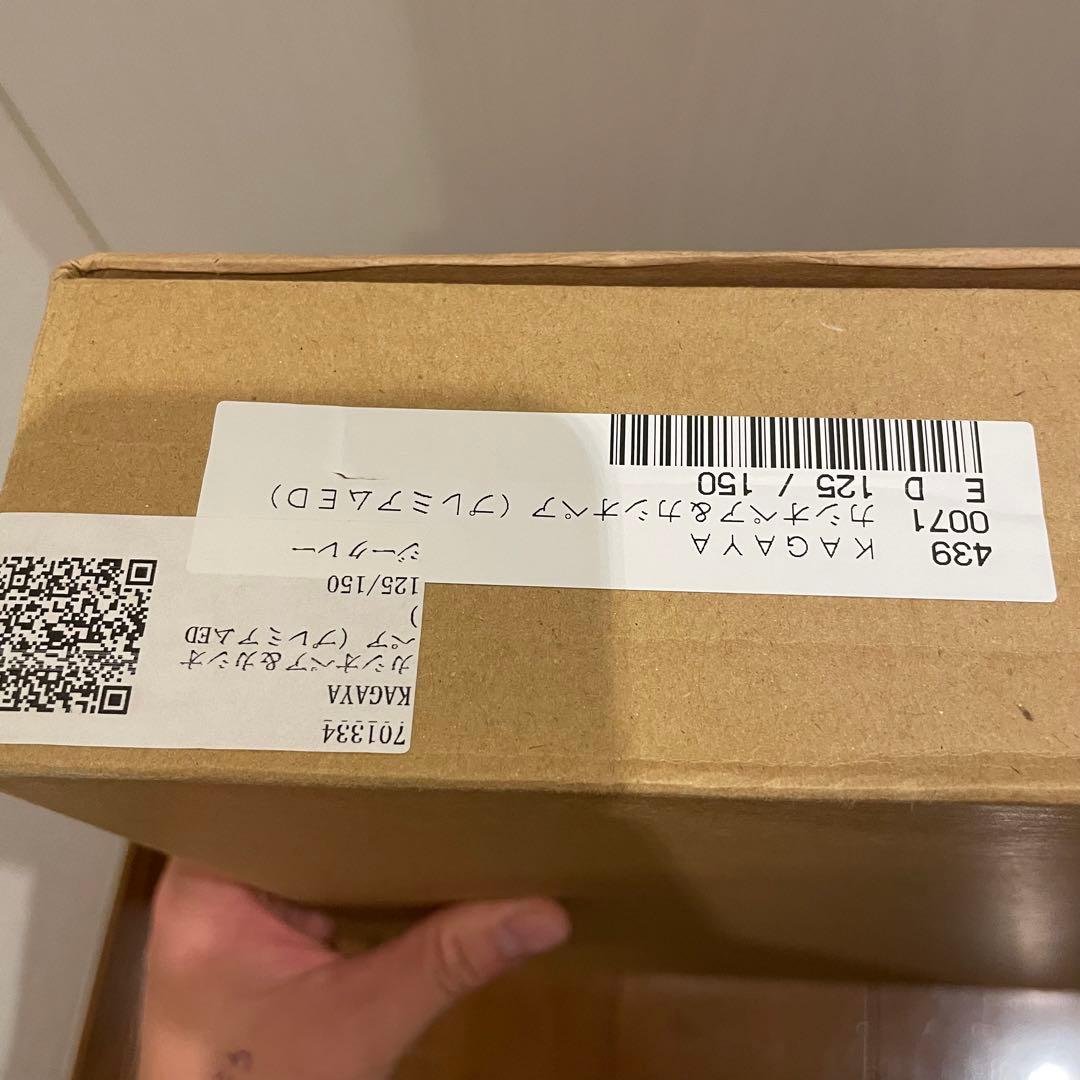 439 KAGAYA
0071 カシオペア&カシオペア(プレミアムED)
ED 125 / 150
701334
KAGAYA
カシオペア&カシオ
ペア(プレミアムED
)
125/150
ジークレー